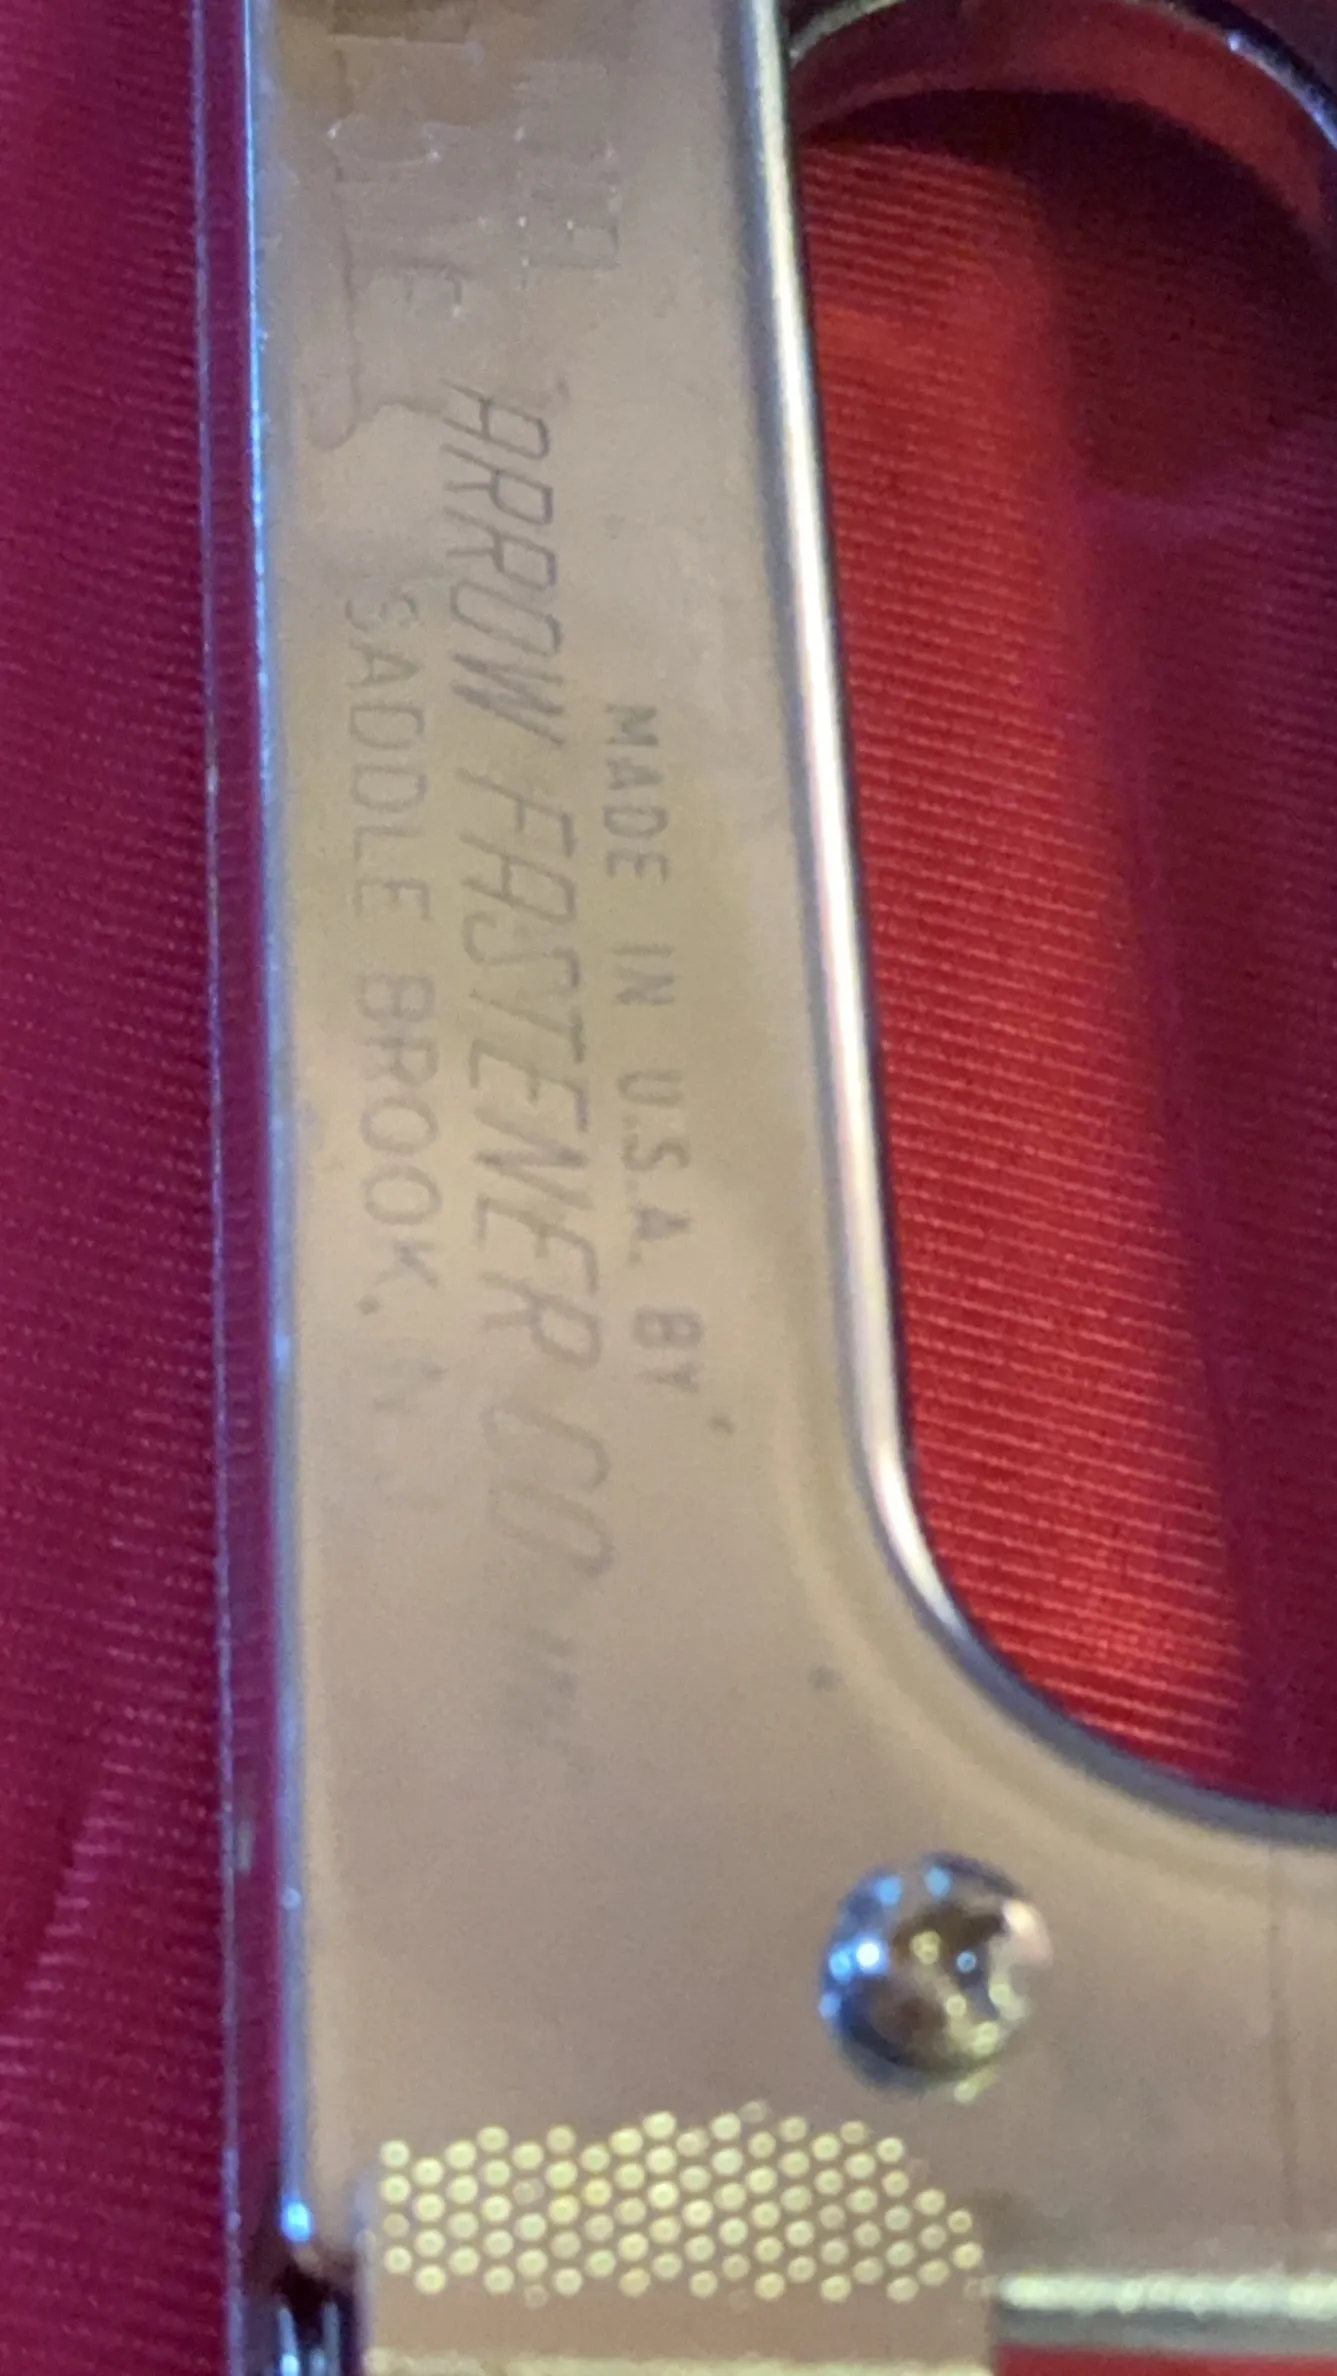 MADE IN U.S.A. BY
ARROW FASTENER CO
SADDLE BROOK,